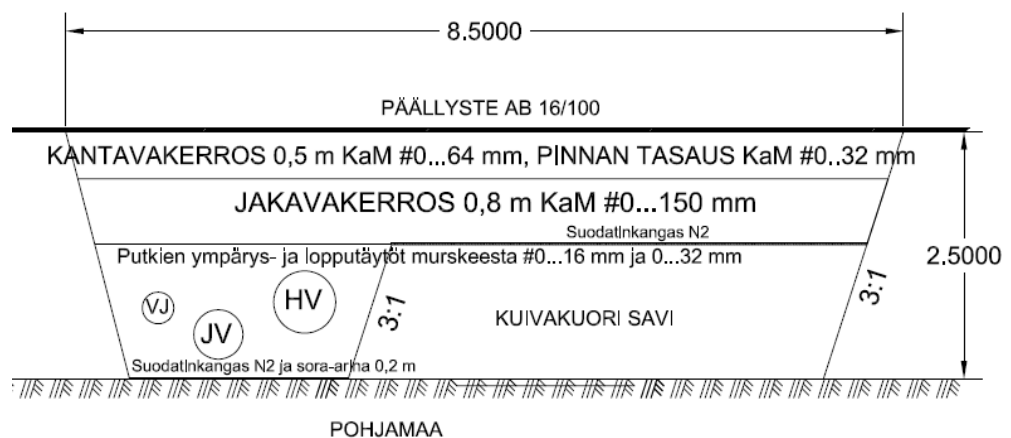 8.5000
PÄÄLLYSTE AB 16/100
KANTAVAKERROS 0,5 m KaM #0...64 mm, PINNAN TASAUS KaM #0..32 mm
JAKAVAKERROS 0,8 m KaM #0...150 mm
Suodatinkangas N2
2.5000
Putkien ympärys- ja lopputäytöt murskeesta #0...16 mm ja 0...32 mm
VJ
JV
HV
3:1
KUIVAKUORI SAVI
3:1
Suodatinkangas N2 ja sora-arina 0,2 m
POHJAMAA